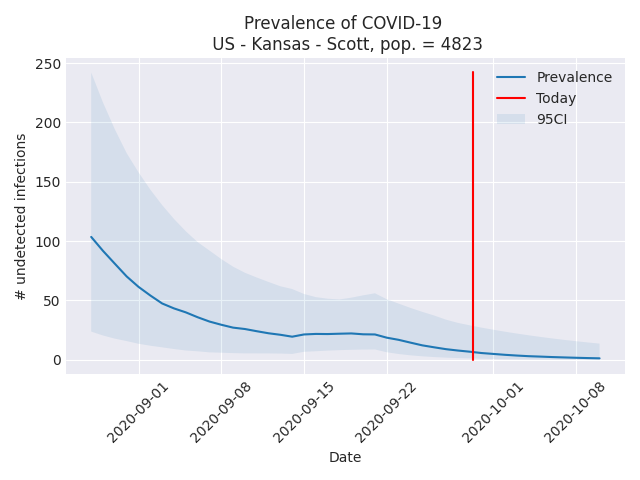 Prevalence of COVID-19
US - Kansas - Scott, pop. = 4823
250
200
150
100
50
0
# undetected infections
Prevalence
Today
95CI
2020-09-01
2020-09-08
2020-09-15
2020-09-22
2020-10-01
2020-10-08
Date